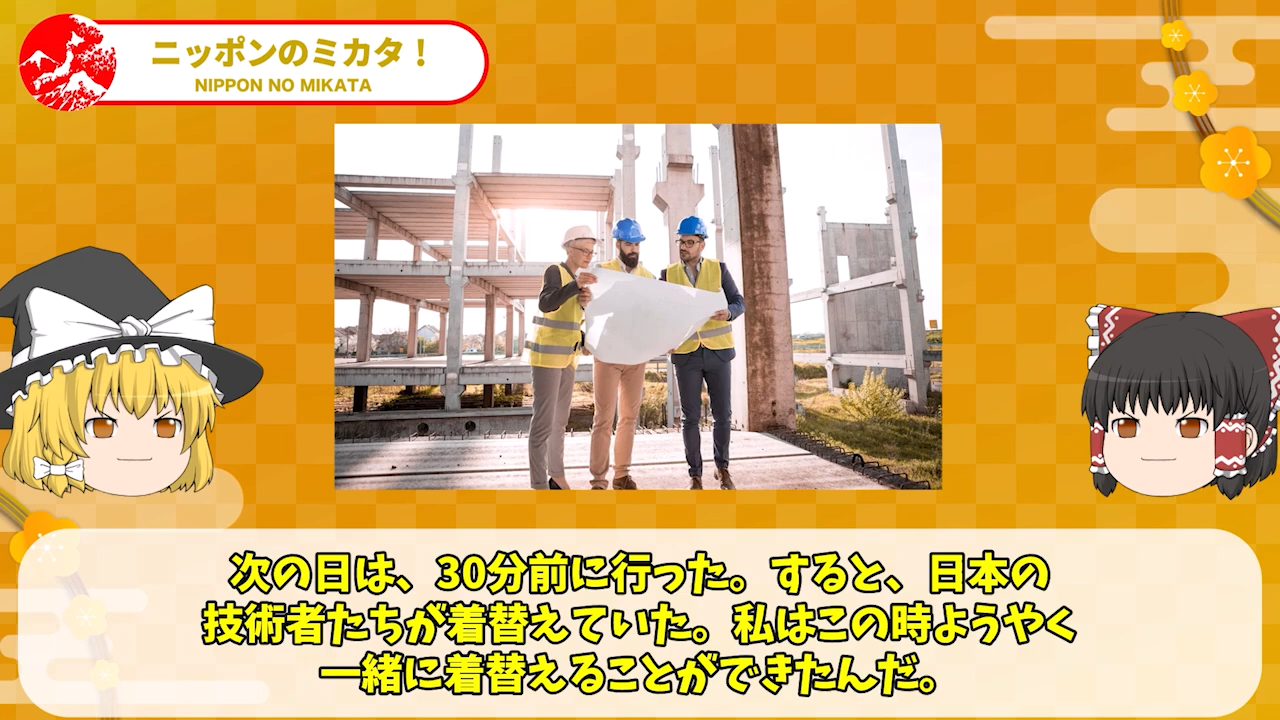 ニッポンのミカタ！
NIPPON NO MIKATA
次の日は、30分前に行った。すると、日本の
技術者たちが着替えていた。私はこの時ようやく
一緒に着替えることができたんだ。